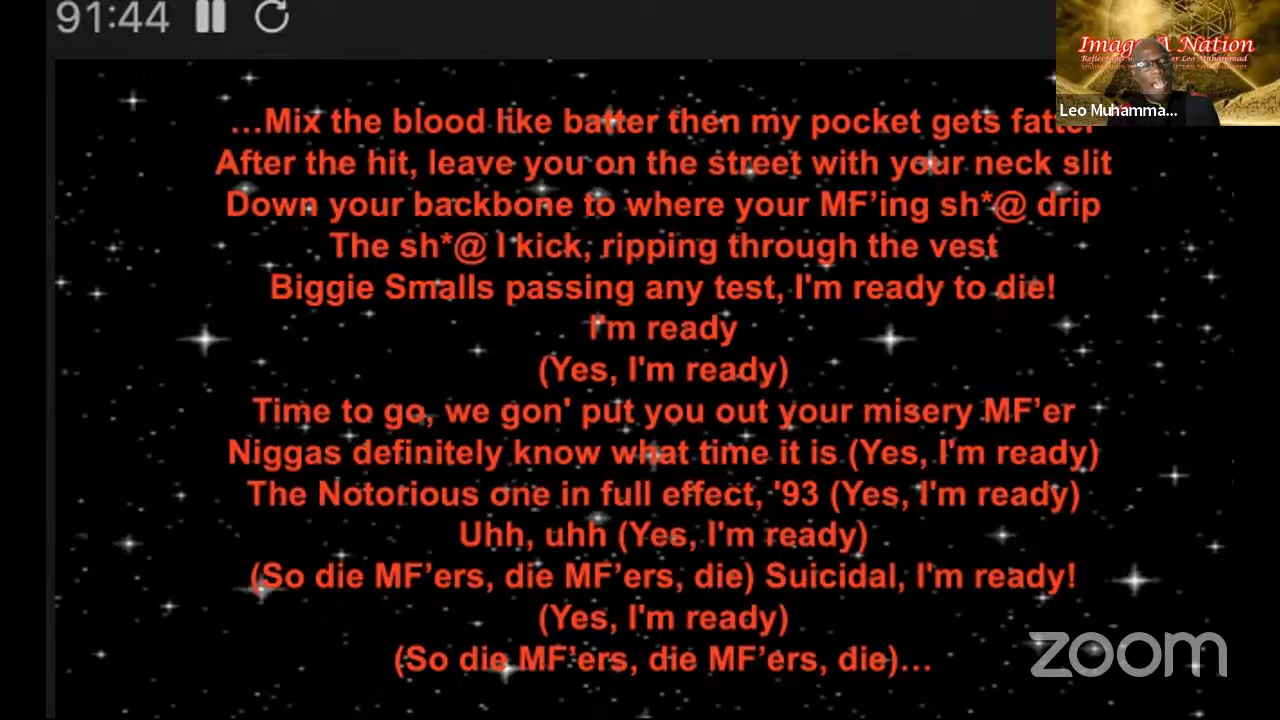 91:44
Image A Nation
Leo Muhamma...
...Mix the blood like batter then my pocket gets fatter
After the hit, leave you on the street with your neck slit
Down your backbone to where your MF’ing sh*@ drip
The sh*@ I kick, ripping through the vest
Biggie Smalls passing any test, I'm ready to die!
I'm ready
(Yes, I'm ready)
Time to go, we gon' put you out your misery MF’er
Niggas definitely know what time it is (Yes, I'm ready)
The Notorious one in full effect, '93 (Yes, I'm ready)
Uhh, uhh (Yes, I'm ready)
(So die MF’ers, die MF’ers, die) Suicidal, I'm ready!
(Yes, I'm ready)
(So die MF’ers, die MF’ers, die)...
zoom